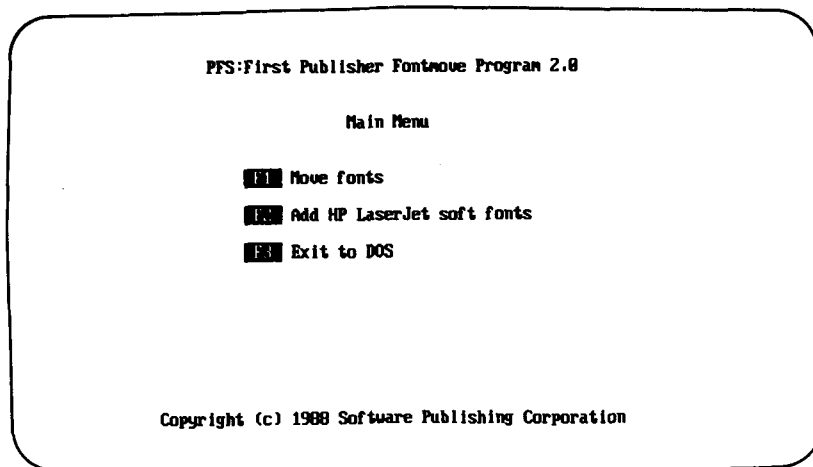 PFS:First Publisher Fontmove Program 2.0
Main Menu
F1 Move fonts
F2 Add HP LaserJet soft fonts
F3 Exit to DOS
Copyright (c) 1988 Software Publishing Corporation